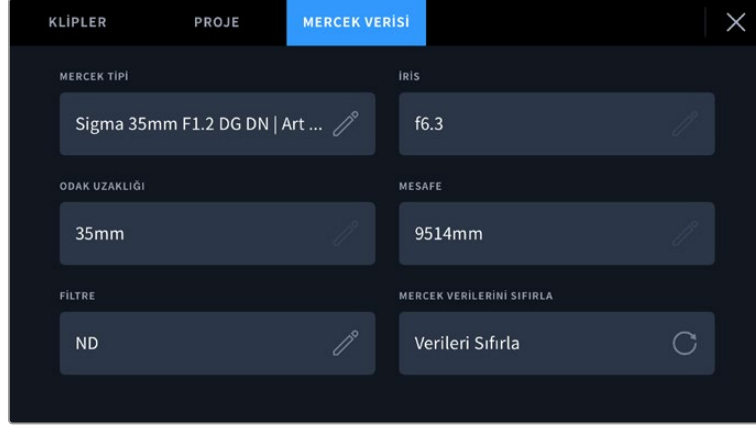 KLİPLER PROJE MERCEK VERİSİ
MERCEK TİPİ İRİS
Sigma 35mm F1.2 DG DN | Art ... f6.3
ODAK UZAKLIĞI MESAFE
35mm 9514mm
FİLTRE MERCEK VERİLERİNİ SIFIRLA
ND Verileri Sıfırla